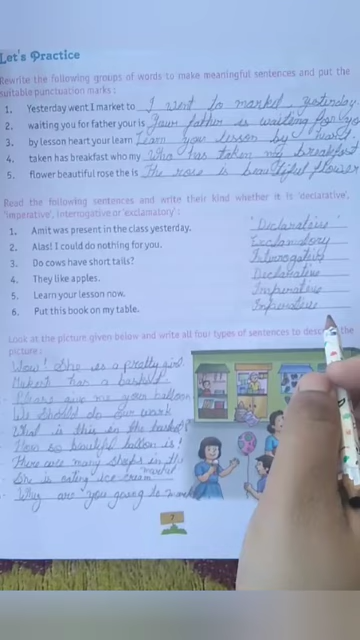 Let's Practice
Rewrite the following groups of words to make meaningful sentences and put the
suitable punctuation marks :
1. Yesterday went I market to I went to market, yesterday
2. waiting you for father your is Your father is waiting for you
3. by lesson heart your learn Learn your lesson by heart
4. taken has breakfast who my Who has taken my breakfast
5. flower beautiful rose the is The rose is beautiful flower
Read the following sentences and write their kind whether it is 'declarative',
'imperative', interrogative or 'exclamatory' :
1. Amit was present in the class yesterday. 'Declarative'
2. Alas! I could do nothing for you. Exclamatory
3. Do cows have short tails? Interrogative
4. They like apples. Declarative
5. Learn your lesson now. Imperative
6. Put this book on my table. Imperative
Look at the picture given below and write all four types of sentences to describe the
picture :
Wow! She is a pretty girl
Mukesh has a basket
Please give me your balloon
We should do our work
What is this in the basket
How so bautiful balloon is!
There are many shops in the
market
She is eating ice cream
Why are you going to
7